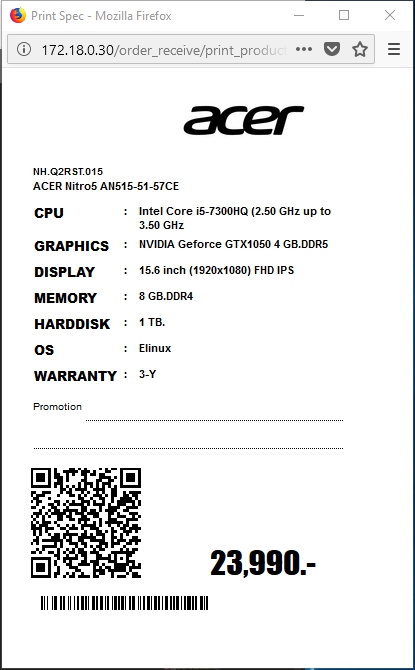 Print Spec - Mozilla Firefox
172.18.0.30/order_receive/print_product
acer
NH.Q2RST.015
ACER Nitro5 AN515-51-57CE
CPU : Intel Core i5-7300HQ (2.50 GHz up to
3.50 GHz
GRAPHICS : NVIDIA Geforce GTX1050 4 GB.DDR5
DISPLAY : 15.6 inch (1920x1080) FHD IPS
MEMORY : 8 GB.DDR4
HARDDISK : 1 TB.
OS : Elinux
WARRANTY : 3-Y
Promotion
23,990.-